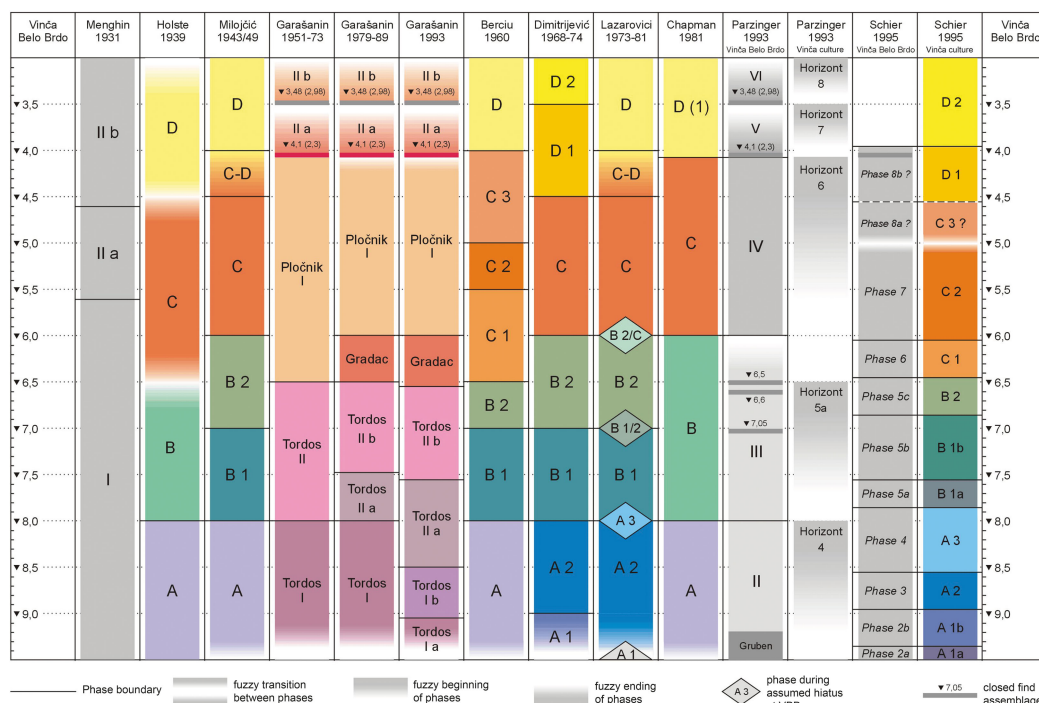 Vinča
Belo Brdo
Menghin
1931
Holste
1939
Milojčić
1943/49
Garašanin
1951-73
Garašanin
1979-89
Garašanin
1993
Berciu
1960
Dimitrijević
1968-74
Lazarovici
1973-81
Chapman
1981
Parzinger
1993
Vinča Belo Brdo
Parzinger
1993
Vinča culture
Schier
1995
Vinča Belo Brdo
Schier
1995
Vinča culture
Vinča
Belo Brdo
▼3,5
▼4,0
▼4,5
▼5,0
▼5,5
▼6,0
▼6,5
▼7,0
▼7,5
▼8,0
▼8,5
▼9,0
II b
II a
I
D
C
B
A
D
C-D
C
B 2
B 1
A
II b
▼3,48 (2,98)
II a
▼4,1 (2,3)
Pločnik
I
Tordos
II
Tordos
I
II b
▼3,48 (2,98)
II a
▼4,1 (2,3)
Pločnik
I
Gradac
Tordos
II b
Tordos
II a
Tordos
I
II b
▼3,48 (2,98)
II a
▼4,1 (2,3)
Pločnik
I
Gradac
Tordos
II b
Tordos
II a
Tordos
I b
Tordos
I a
D
C 3
C 2
C 1
B 2
B 1
A
D 2
D 1
C
B 2
B 1
A 2
A 1
D
C-D
C
B 2/C
B 2
B 1/2
B 1
A 3
A 2
A 1
D (1)
C
B
A
VI
▼3,48 (2,98)
V
▼4,1 (2,3)
IV
▼6,5
▼6,6
▼7,05
III
II
Gruben
Horizont
8
Horizont
7
Horizont
6
Horizont
5a
Horizont
4
Phase 8b ?
Phase 8a ?
Phase 7
Phase 6
Phase 5c
Phase 5b
Phase 5a
Phase 4
Phase 3
Phase 2b
Phase 2a
D 2
D 1
C 3 ?
C 2
C 1
B 2
B 1b
B 1a
A 3
A 2
A 1b
A 1a
▼3,5
▼4,0
▼4,5
▼5,0
▼5,5
▼6,0
▼6,5
▼7,0
▼7,5
▼8,0
▼8,5
▼9,0
Phase boundary
fuzzy transition
between phases
fuzzy beginning
of phases
fuzzy ending
of phases
A 3
phase during
assumed hiatus
▼7,05
closed find
assemblage